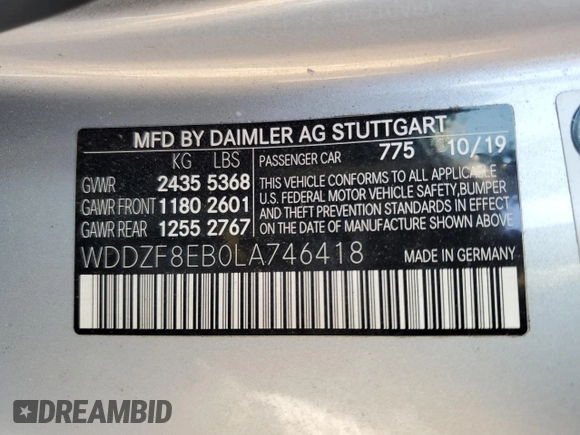 MFD BY DAIMLER AG STUTTGART
KG LBS PASSENGER CAR 775 10/19
GVWR 2435 5368
GAWR FRONT 1180 2601
GAWR REAR 1255 2767
THIS VEHICLE CONFORMS TO ALL APPLICABLE
U.S. FEDERAL MOTOR VEHICLE SAFETY, BUMPER
AND THEFT PREVENTION STANDARDS IN EFFECT
ON THE DATE OF MANUFACTURE SHOWN ABOVE
WDDZF8EB0LA746418
MADE IN GERMANY
DREAMBID